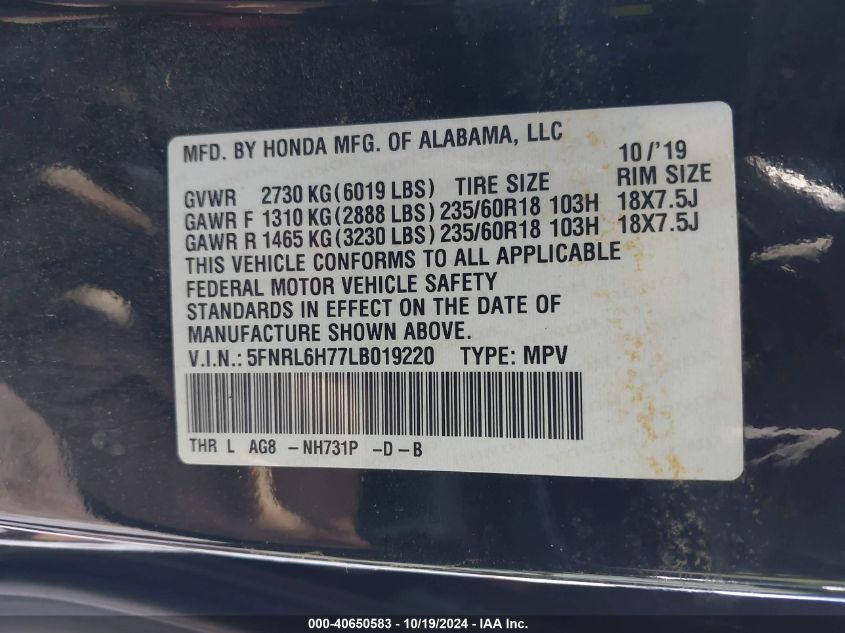 MFD. BY HONDA MFG. OF ALABAMA, LLC 10/'19
GVWR 2730 KG (6019 LBS) TIRE SIZE RIM SIZE
GAWR F 1310 KG (2888 LBS) 235/60R18 103H 18X7.5J
GAWR R 1465 KG (3230 LBS) 235/60R18 103H 18X7.5J
THIS VEHICLE CONFORMS TO ALL APPLICABLE
FEDERAL MOTOR VEHICLE SAFETY
STANDARDS IN EFFECT ON THE DATE OF
MANUFACTURE SHOWN ABOVE.
V.I.N.: 5FNRL6H77LB019220 TYPE: MPV
THR L AG8 -NH731P -D-B
000-40650583 - 10/19/2024 - IAA Inc.